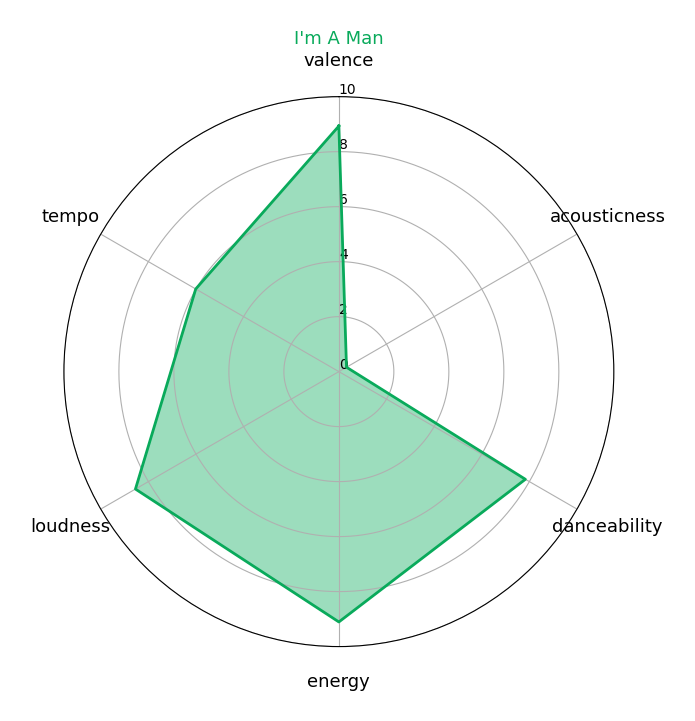 I'm A Man
valence
10
8
6
4
2
0
tempo
acousticness
loudness
danceability
energy